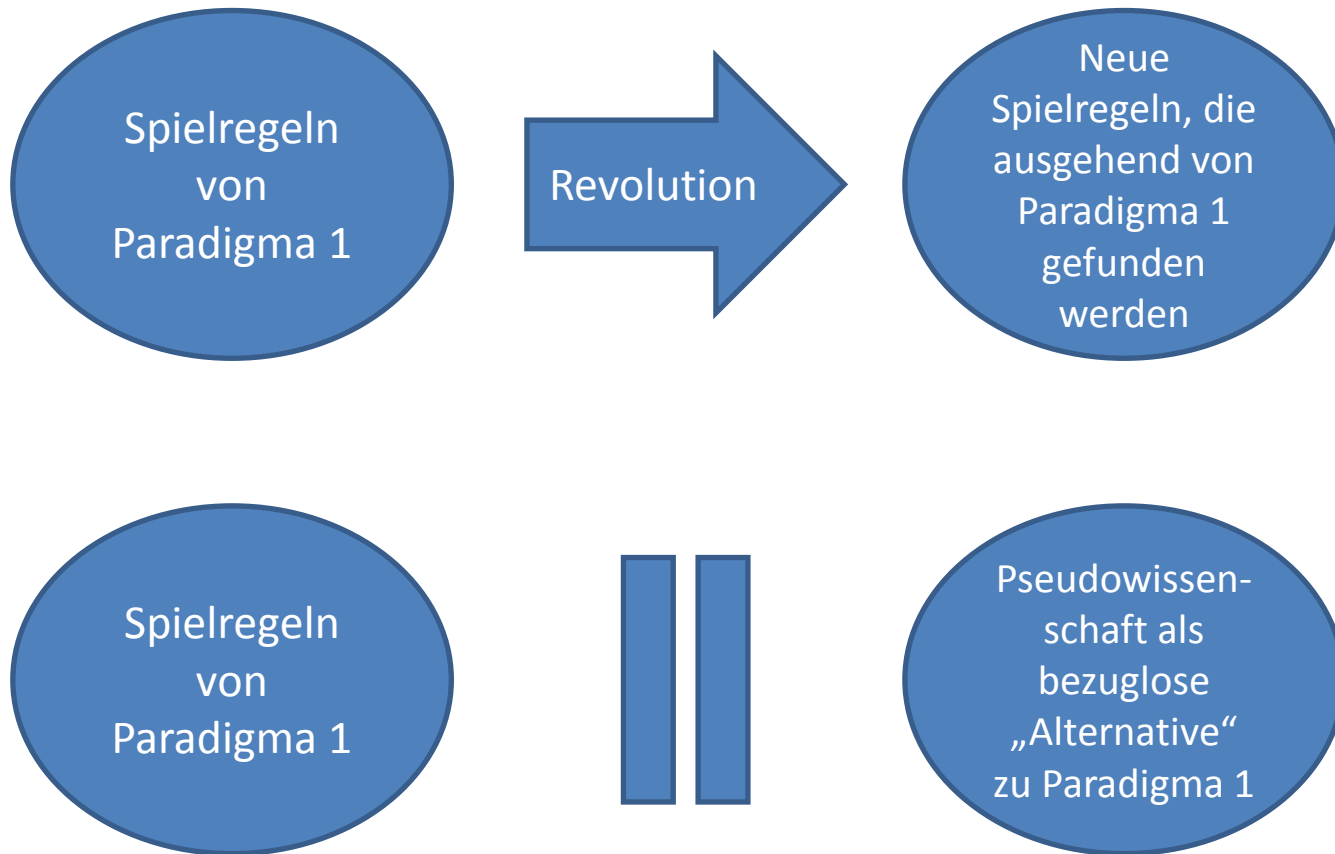 Spielregeln
von
Paradigma 1
Revolution
Neue
Spielregeln, die
ausgehend von
Paradigma 1
gefunden
werden
Spielregeln
von
Paradigma 1
Pseudowissen-
schaft als
bezuglose
„Alternative“
zu Paradigma 1